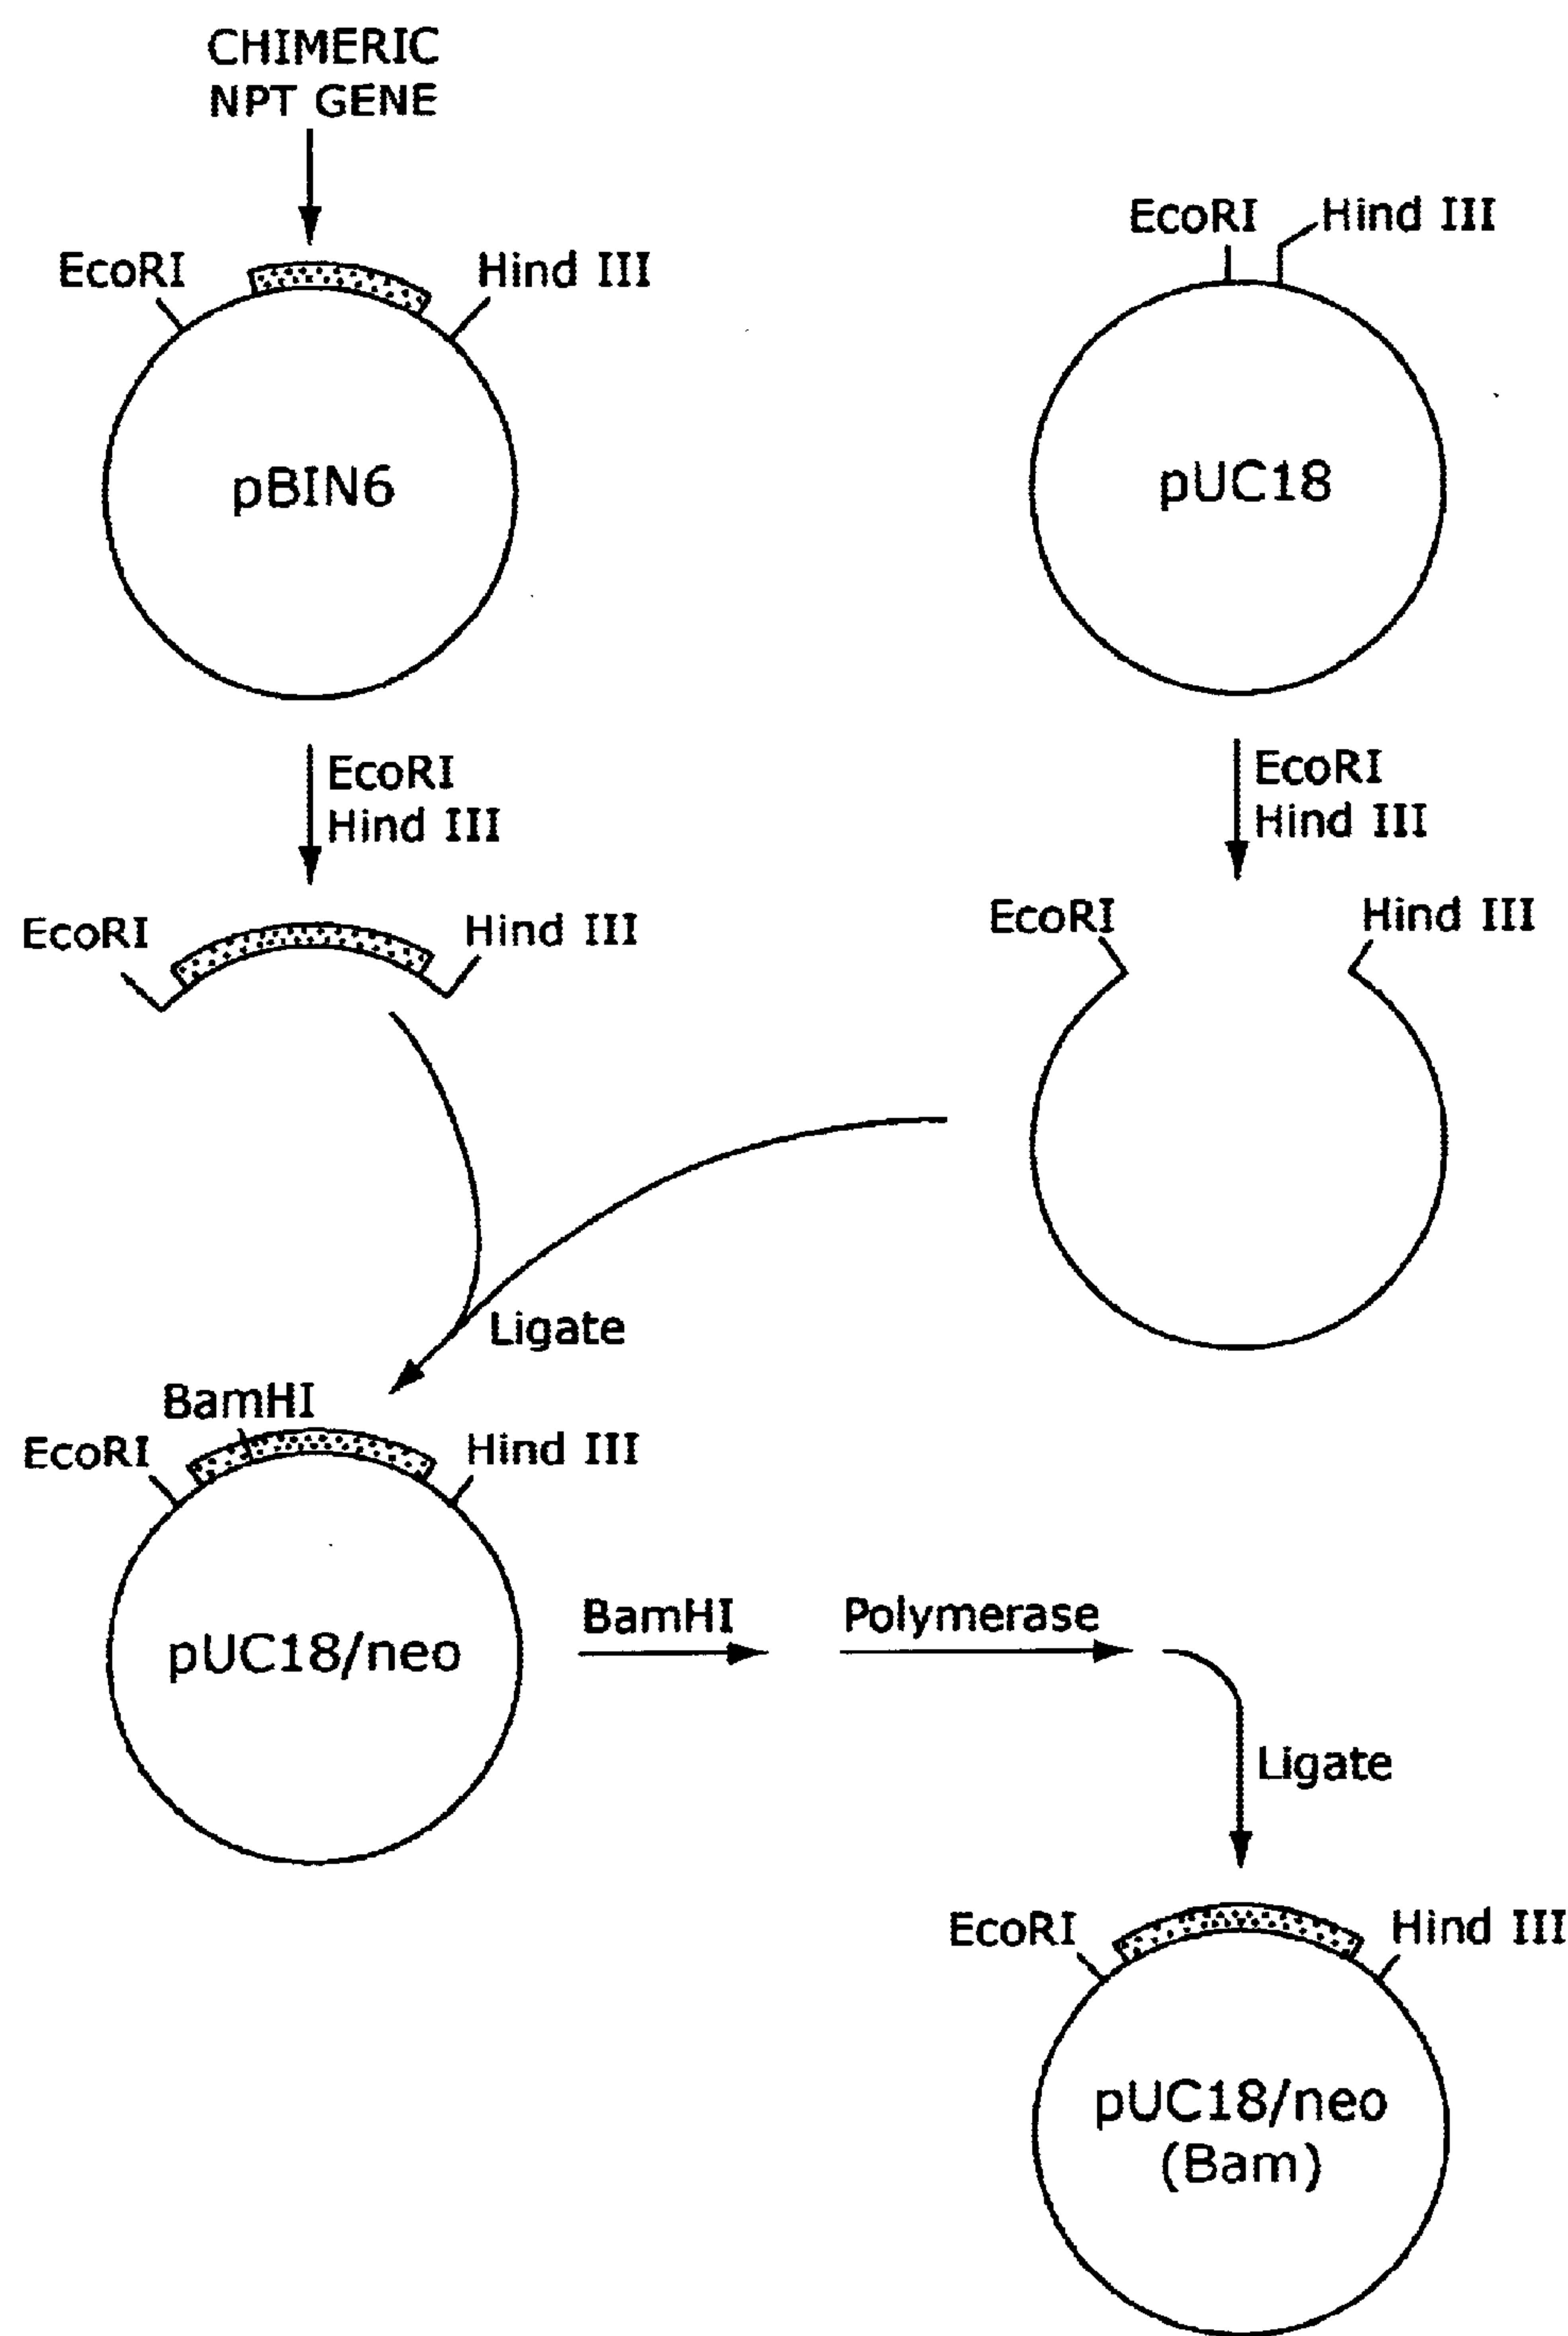 CHIMERIC
NPT GENE
EcoRI
Hind III
pBIN6
EcoRI
Hind III
pUC18
EcoRI
Hind III
EcoRI
Hind III
EcoRI
Hind III
EcoRI
Hind III
Ligate
BamHI
EcoRI
Hind III
pUC18/neo
BamHI
Polymerase
Ligate
EcoRI
Hind III
pUC18/neo
(Bam)